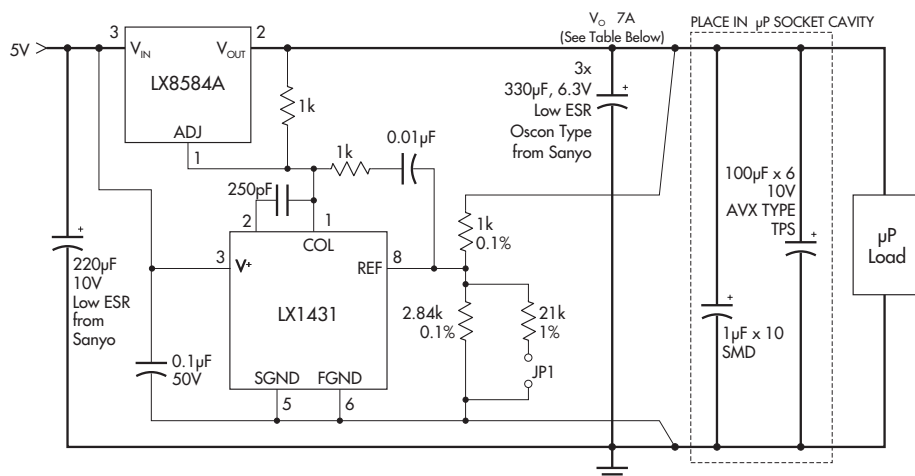 V_O 7A
(See Table Below)
PLACE IN µP SOCKET CAVITY
5V
3
V_IN
V_OUT
2
LX8584A
ADJ
1
1k
3x
330µF, 6.3V
Low ESR
Oscon Type
from Sanyo
+
1k
0.01µF
250pF
2
1
COL
3
V+
REF
8
LX1431
SGND
FGND
5
6
1k
0.1%
2.84k
0.1%
21k
1%
JP1
+
220µF
10V
Low ESR
from
Sanyo
0.1µF
50V
100µF x 6
10V
AVX TYPE
TPS
+
+
1µF x 10
SMD
µP
Load